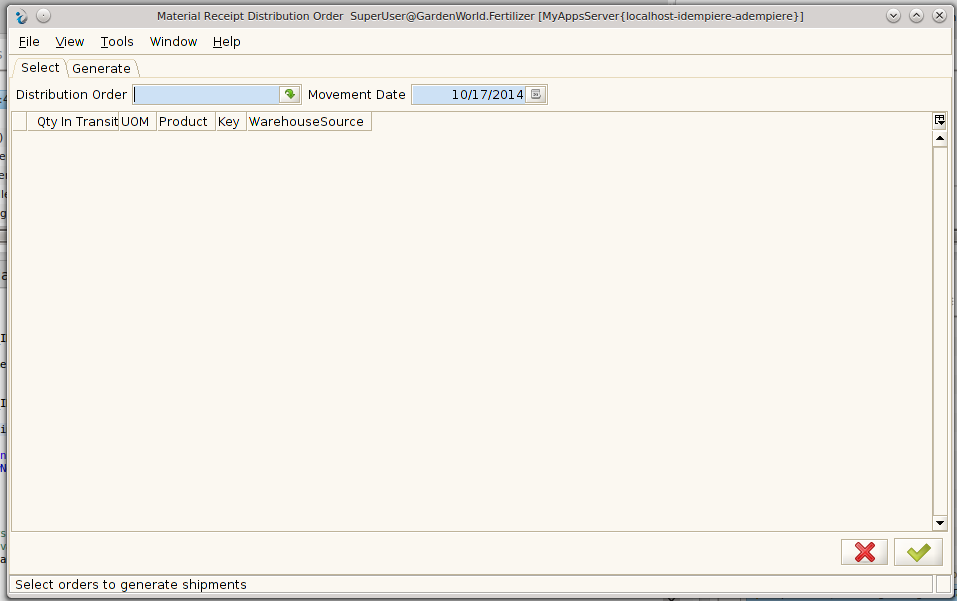 Material Receipt Distribution Order  SuperUser@GardenWorld.Fertilizer [MyAppsServer{localhost-idempiere-adempiere}]
File View Tools Window Help
Select Generate
Distribution Order Movement Date 10/17/2014
Qty In Transit UOM Product Key WarehouseSource
Select orders to generate shipments